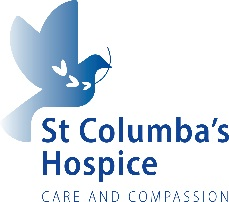 St Columba's
Hospice
CARE AND COMPASSION